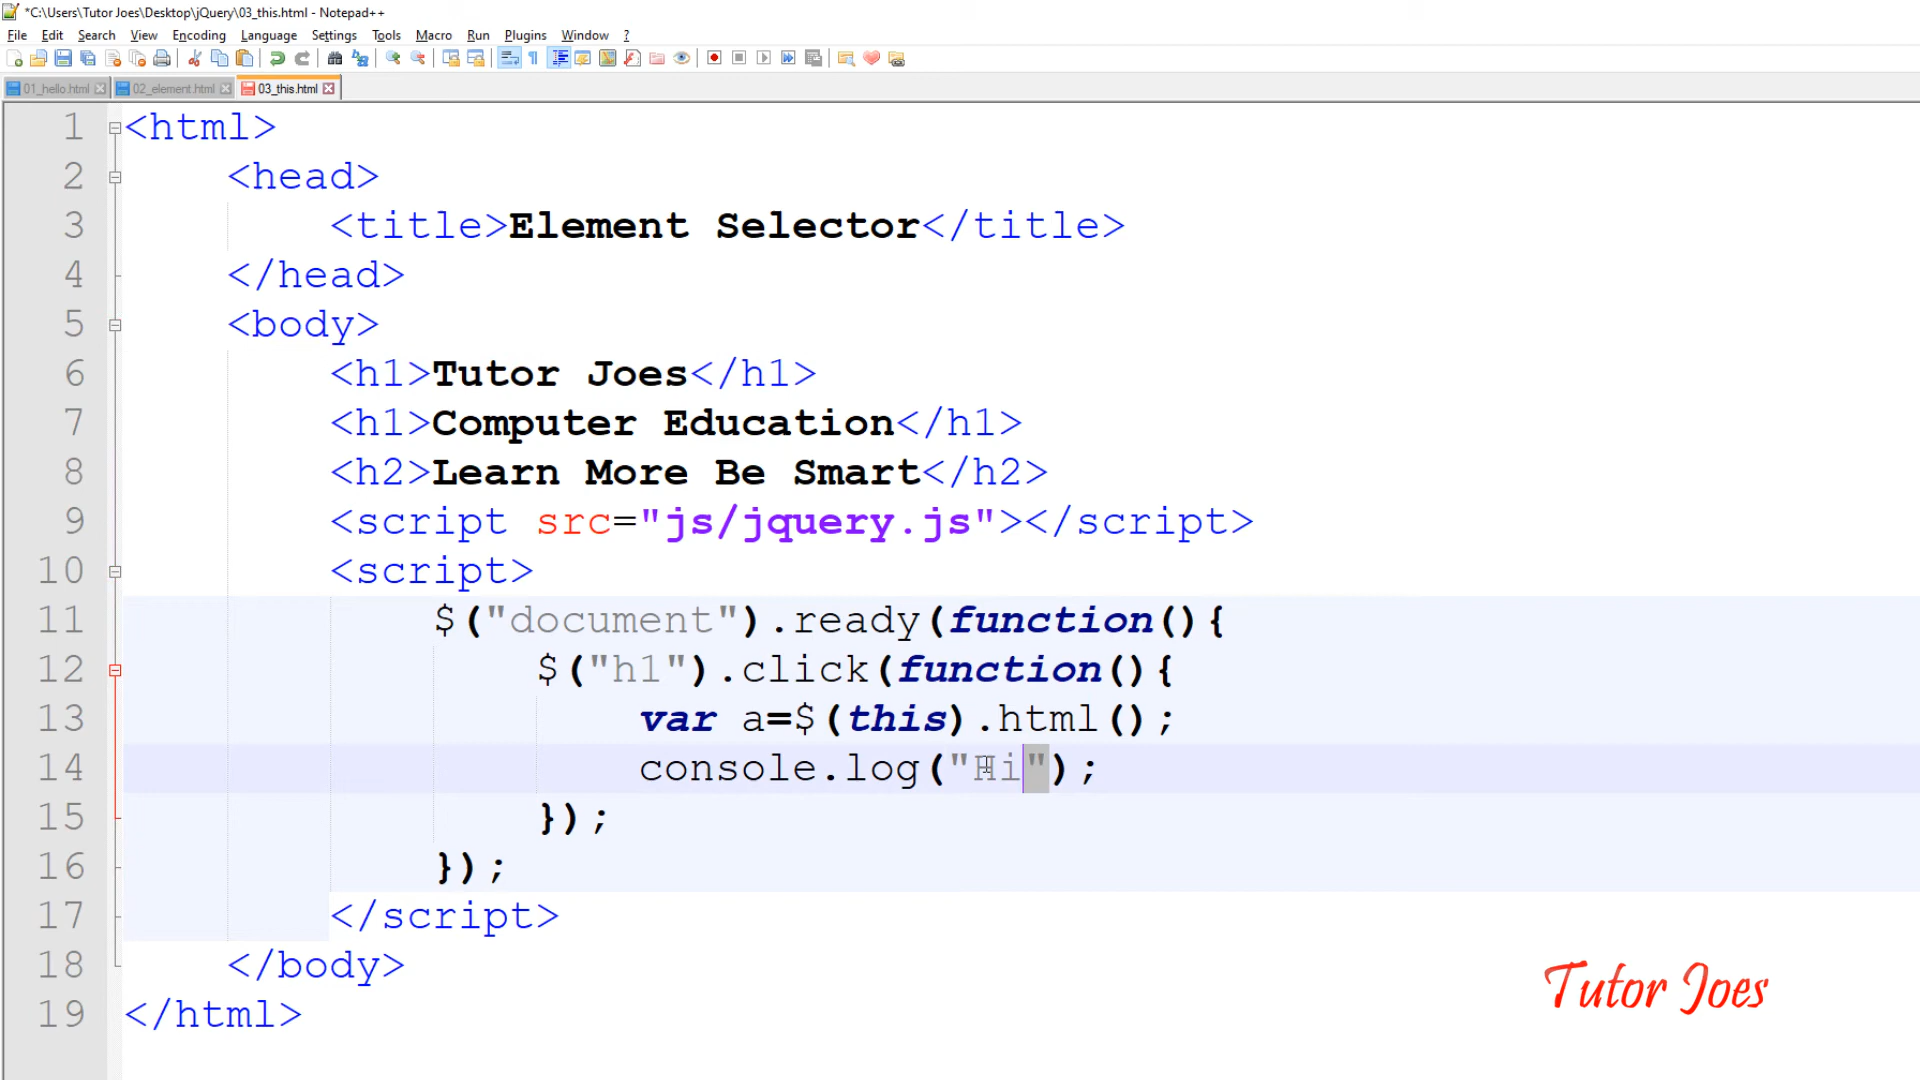 *C:\Users\Tutor Joes\Desktop\jQuery\03_this.html - Notepad++
File Edit Search View Encoding Language Settings Tools Macro Run Plugins Window ?
01_hello.html 02_element.html 03_this.html
1 <html>
2 <head>
3 <title>Element Selector</title>
4 </head>
5 <body>
6 <h1>Tutor Joes</h1>
7 <h1>Computer Education</h1>
8 <h2>Learn More Be Smart</h2>
9 <script src="js/jquery.js"></script>
10 <script>
11 $("document").ready(function(){
12 $("h1").click(function(){
13 var a=$(this).html();
14 console.log("Hi");
15 });
16 });
17 </script>
18 </body>
19 </html>
Tutor Joes